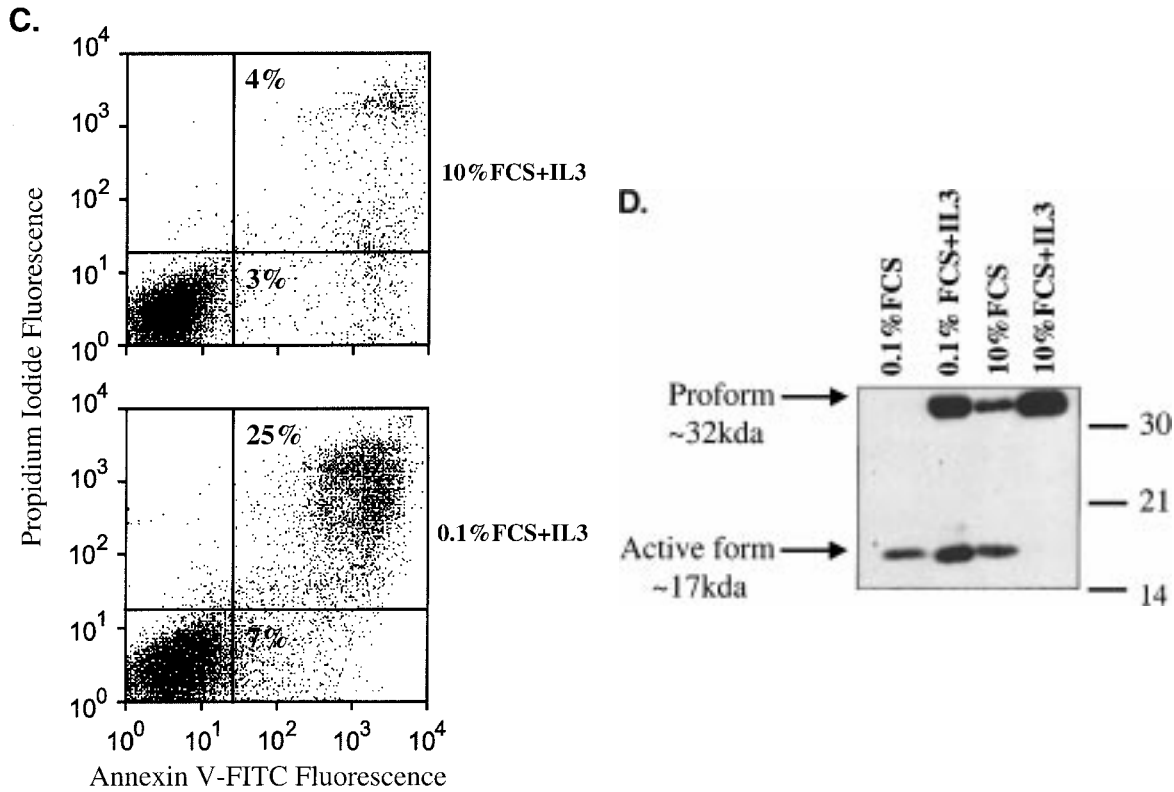 C.
10^4
4%
10^3
10%FCS+IL3
10^2
10^1
3%
10^0
10^4
25%
10^3
0.1%FCS+IL3
10^2
10^1
7%
10^0
10^0 10^1 10^2 10^3 10^4
Annexin V-FITC Fluorescence
Propidium Iodide Fluorescence
D.
0.1%FCS
0.1% FCS+IL3
10%FCS
10%FCS+IL3
Proform
~32kda
30
21
Active form
~17kda
14